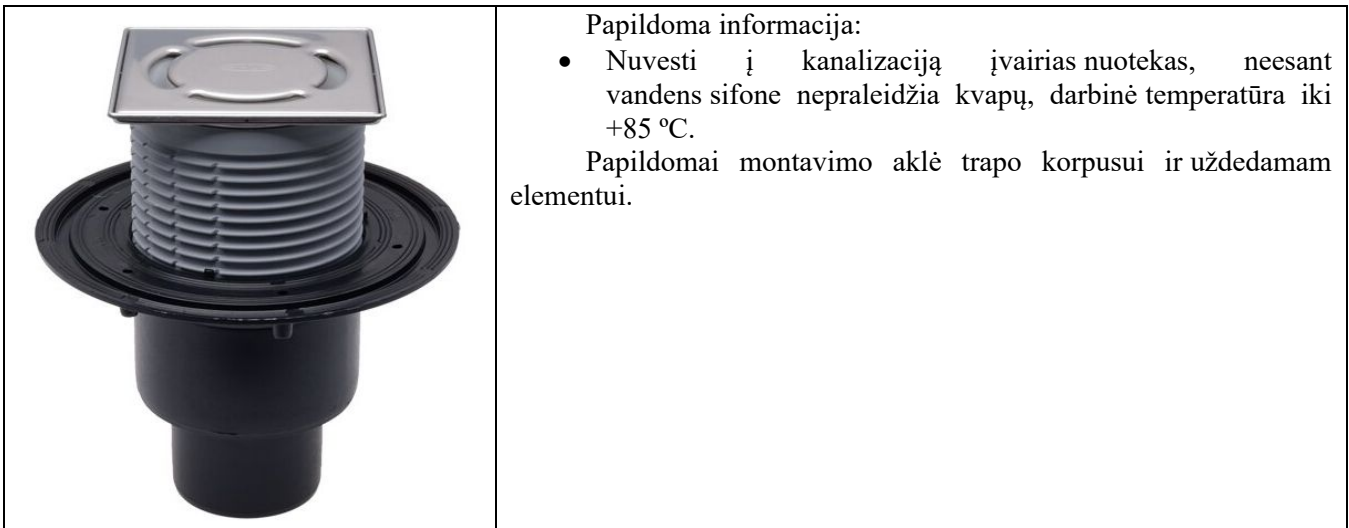 Papildoma informacija:
• Nuvesti į kanalizaciją įvairias nuotekas, neesant
vandens sifone nepraleidžia kvapų, darbinė temperatūra iki
+85 ºC.
Papildomai montavimo aklė trapo korpusui ir uždedamam
elementui.